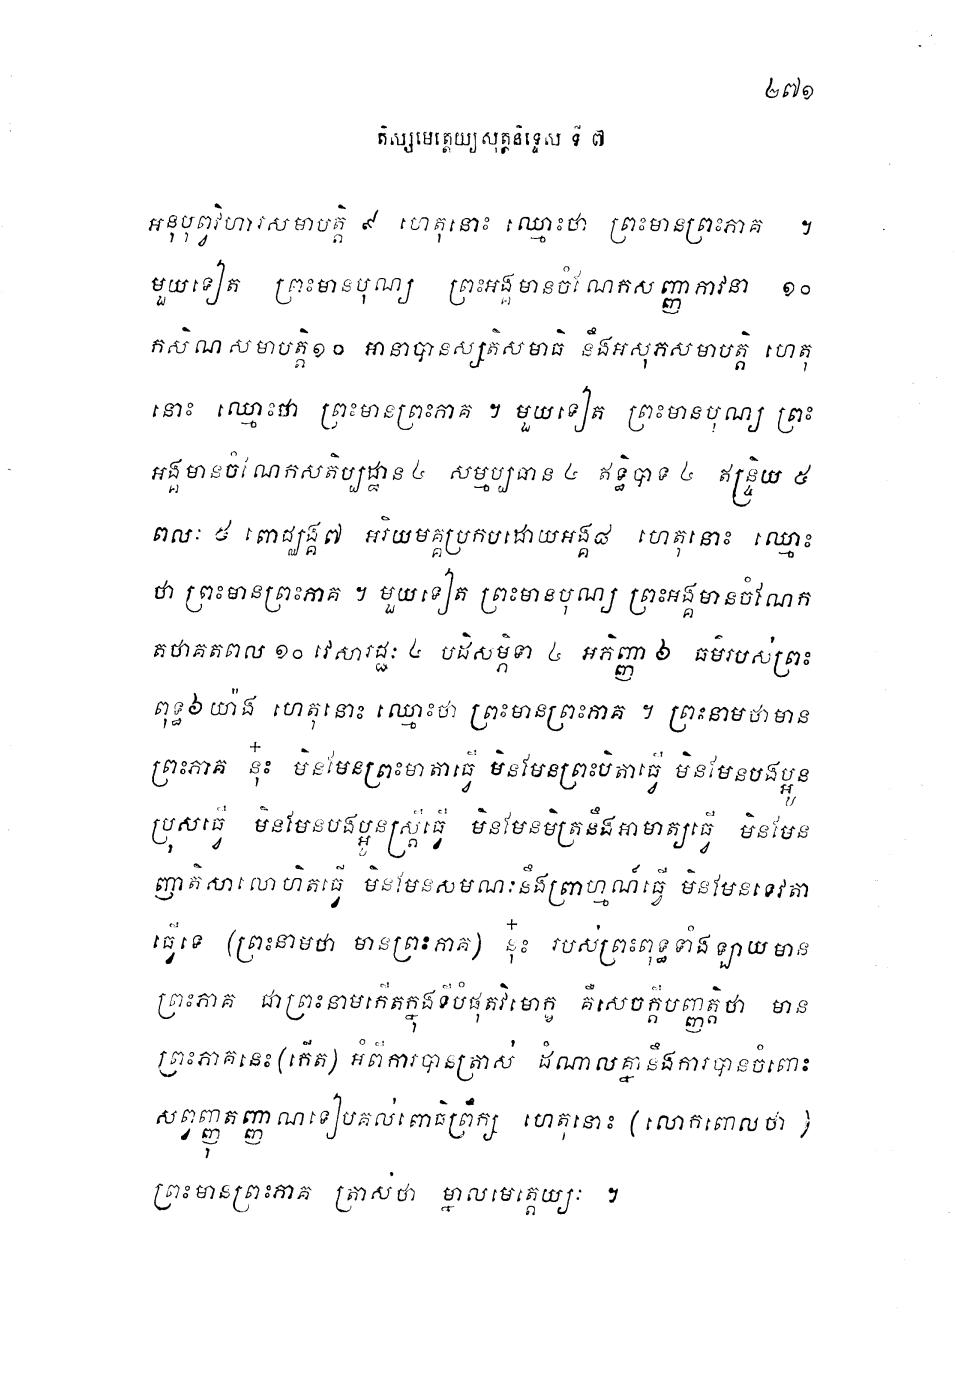 ២៧១
តិស្សមេត្តេយ្យសុត្តនិទ្ទេស ទី ៧
អនុបុព្វវិហារសមាបត្តិ ៩ ហេតុនោះ ឈ្មោះថា ព្រះមានព្រះភាគ ។
មួយទៀត ព្រះមានបុណ្យ ព្រះអង្គមានចំណែកសញ្ញាភាវនា ១០
កសិណសមាបត្តិ១០ អានាបានស្សតិសមាធិ នឹងអសុភសមាបត្តិ ហេតុ
នោះ ឈ្មោះថា ព្រះមានព្រះភាគ ។ មួយទៀត ព្រះមានបុណ្យ ព្រះ
អង្គមានចំណែកសតិប្បដ្ឋាន៤ សម្មប្បធាន៤ ឥទ្ធិបាទ៤ ឥន្ទ្រិយ ៥
ពលៈ ៥ ពោជ្ឈង្គ៧ អរិយមគ្គប្រកបដោយអង្គ៨ ហេតុនោះ ឈ្មោះ
ថា ព្រះមានព្រះភាគ ។ មួយទៀត ព្រះមានបុណ្យ ព្រះអង្គមានចំណែក
តថាគតពល ១០ វេសារជ្ជៈ ៤ បដិសម្ភិទា ៤ អភិញ្ញា ៦ ធម៌របស់ព្រះ
ពុទ្ធ៦យ៉ាង ហេតុនោះ ឈ្មោះថា ព្រះមានព្រះភាគ ។ ព្រះនាមថាមាន
ព្រះភាគ នុ៎ះ មិនមែនព្រះមាតាធ្វើ មិនមែនព្រះបិតាធ្វើ មិនមែនបងប្អូន
ប្រុសធ្វើ មិនមែនបងប្អូនស្ត្រីធ្វើ មិនមែនមិត្រនឹងអាមាត្យធ្វើ មិនមែន
ញាតិសាលោហិតធ្វើ មិនមែនសមណៈនឹងព្រាហ្មណ៍ធ្វើ មិនមែនទេវតា
ធ្វើទេ (ព្រះនាមថា មានព្រះភាគ) នុ៎ះ របស់ព្រះពុទ្ធទាំងឡាយមាន
ព្រះភាគ ជាព្រះនាមកើតក្នុងទីបំផុតវិមោក្ខ គឺសេចក្តីបញ្ញត្តិថា មាន
ព្រះភាគនេះ(កើត) អំពីការបានត្រាស់ ដំណាលគ្នានឹងការបានចំពោះ
សព្វញ្ញុតញ្ញាណទៀបគល់ពោធិព្រឹក្ស ហេតុនោះ (លោកពោលថា )
ព្រះមានព្រះភាគ ត្រាស់ថា ម្នាលមេត្តេយ្យៈ ។